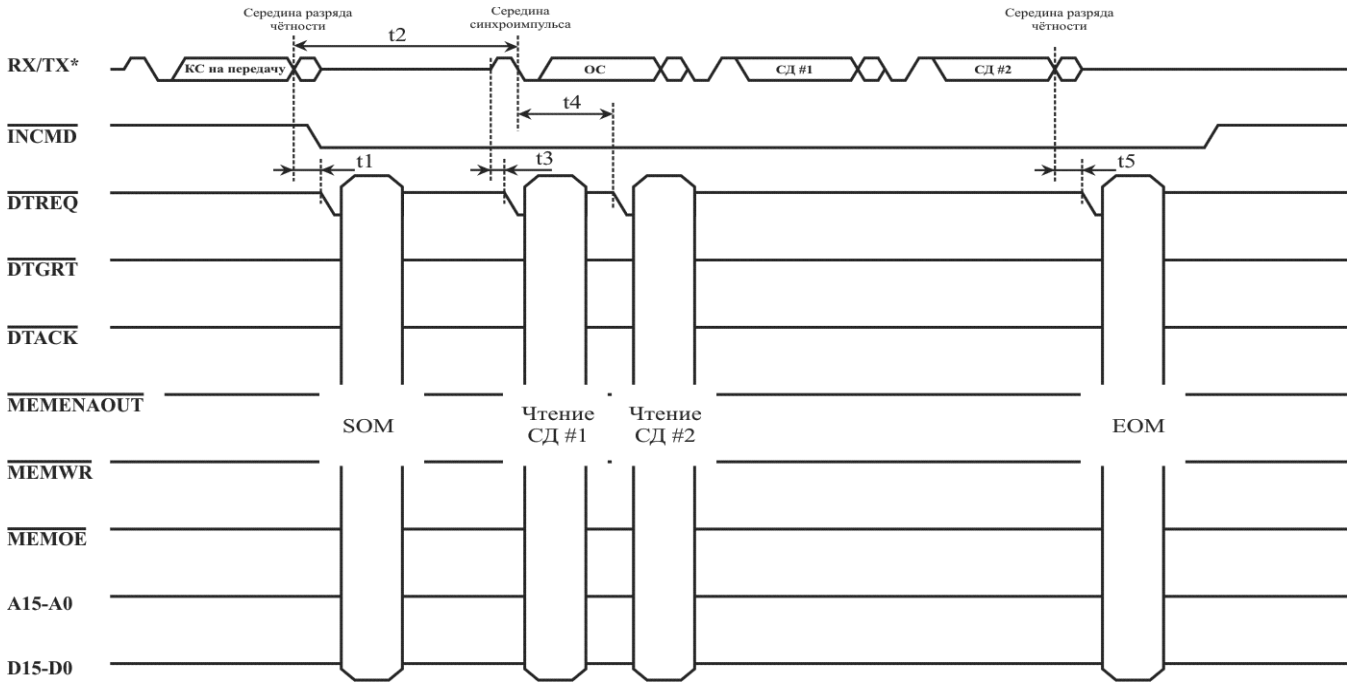 Середина разряда
чётности
Середина
синхроимпульса
Середина разряда
чётности
t2
RX/TX*
КС на передачу
ОС
СД #1
СД #2
t4
INCMD
t1
t3
t5
DTREQ
DTGRT
DTACK
MEMENAOUT
SOM
Чтение
СД #1
Чтение
СД #2
EOM
MEMWR
MEMOE
A15-A0
D15-D0